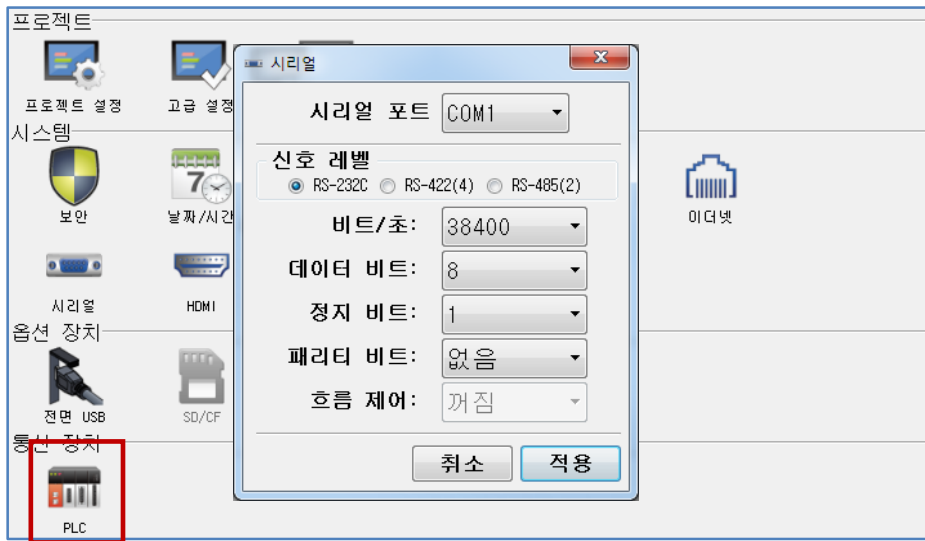 프로젝트
프로젝트 설정
고급 설정
시스템
보안
7
날짜/시간
이더넷
시리얼
HDMI
옵션 장치
전면 USB
SD/CF
통신 장치
PLC
시리얼
시리얼 포트 COM1
신호 레벨
RS-232C RS-422(4) RS-485(2)
비트/초: 38400
데이터 비트: 8
정지 비트: 1
패리티 비트: 없음
흐름 제어: 꺼짐
취소 적용